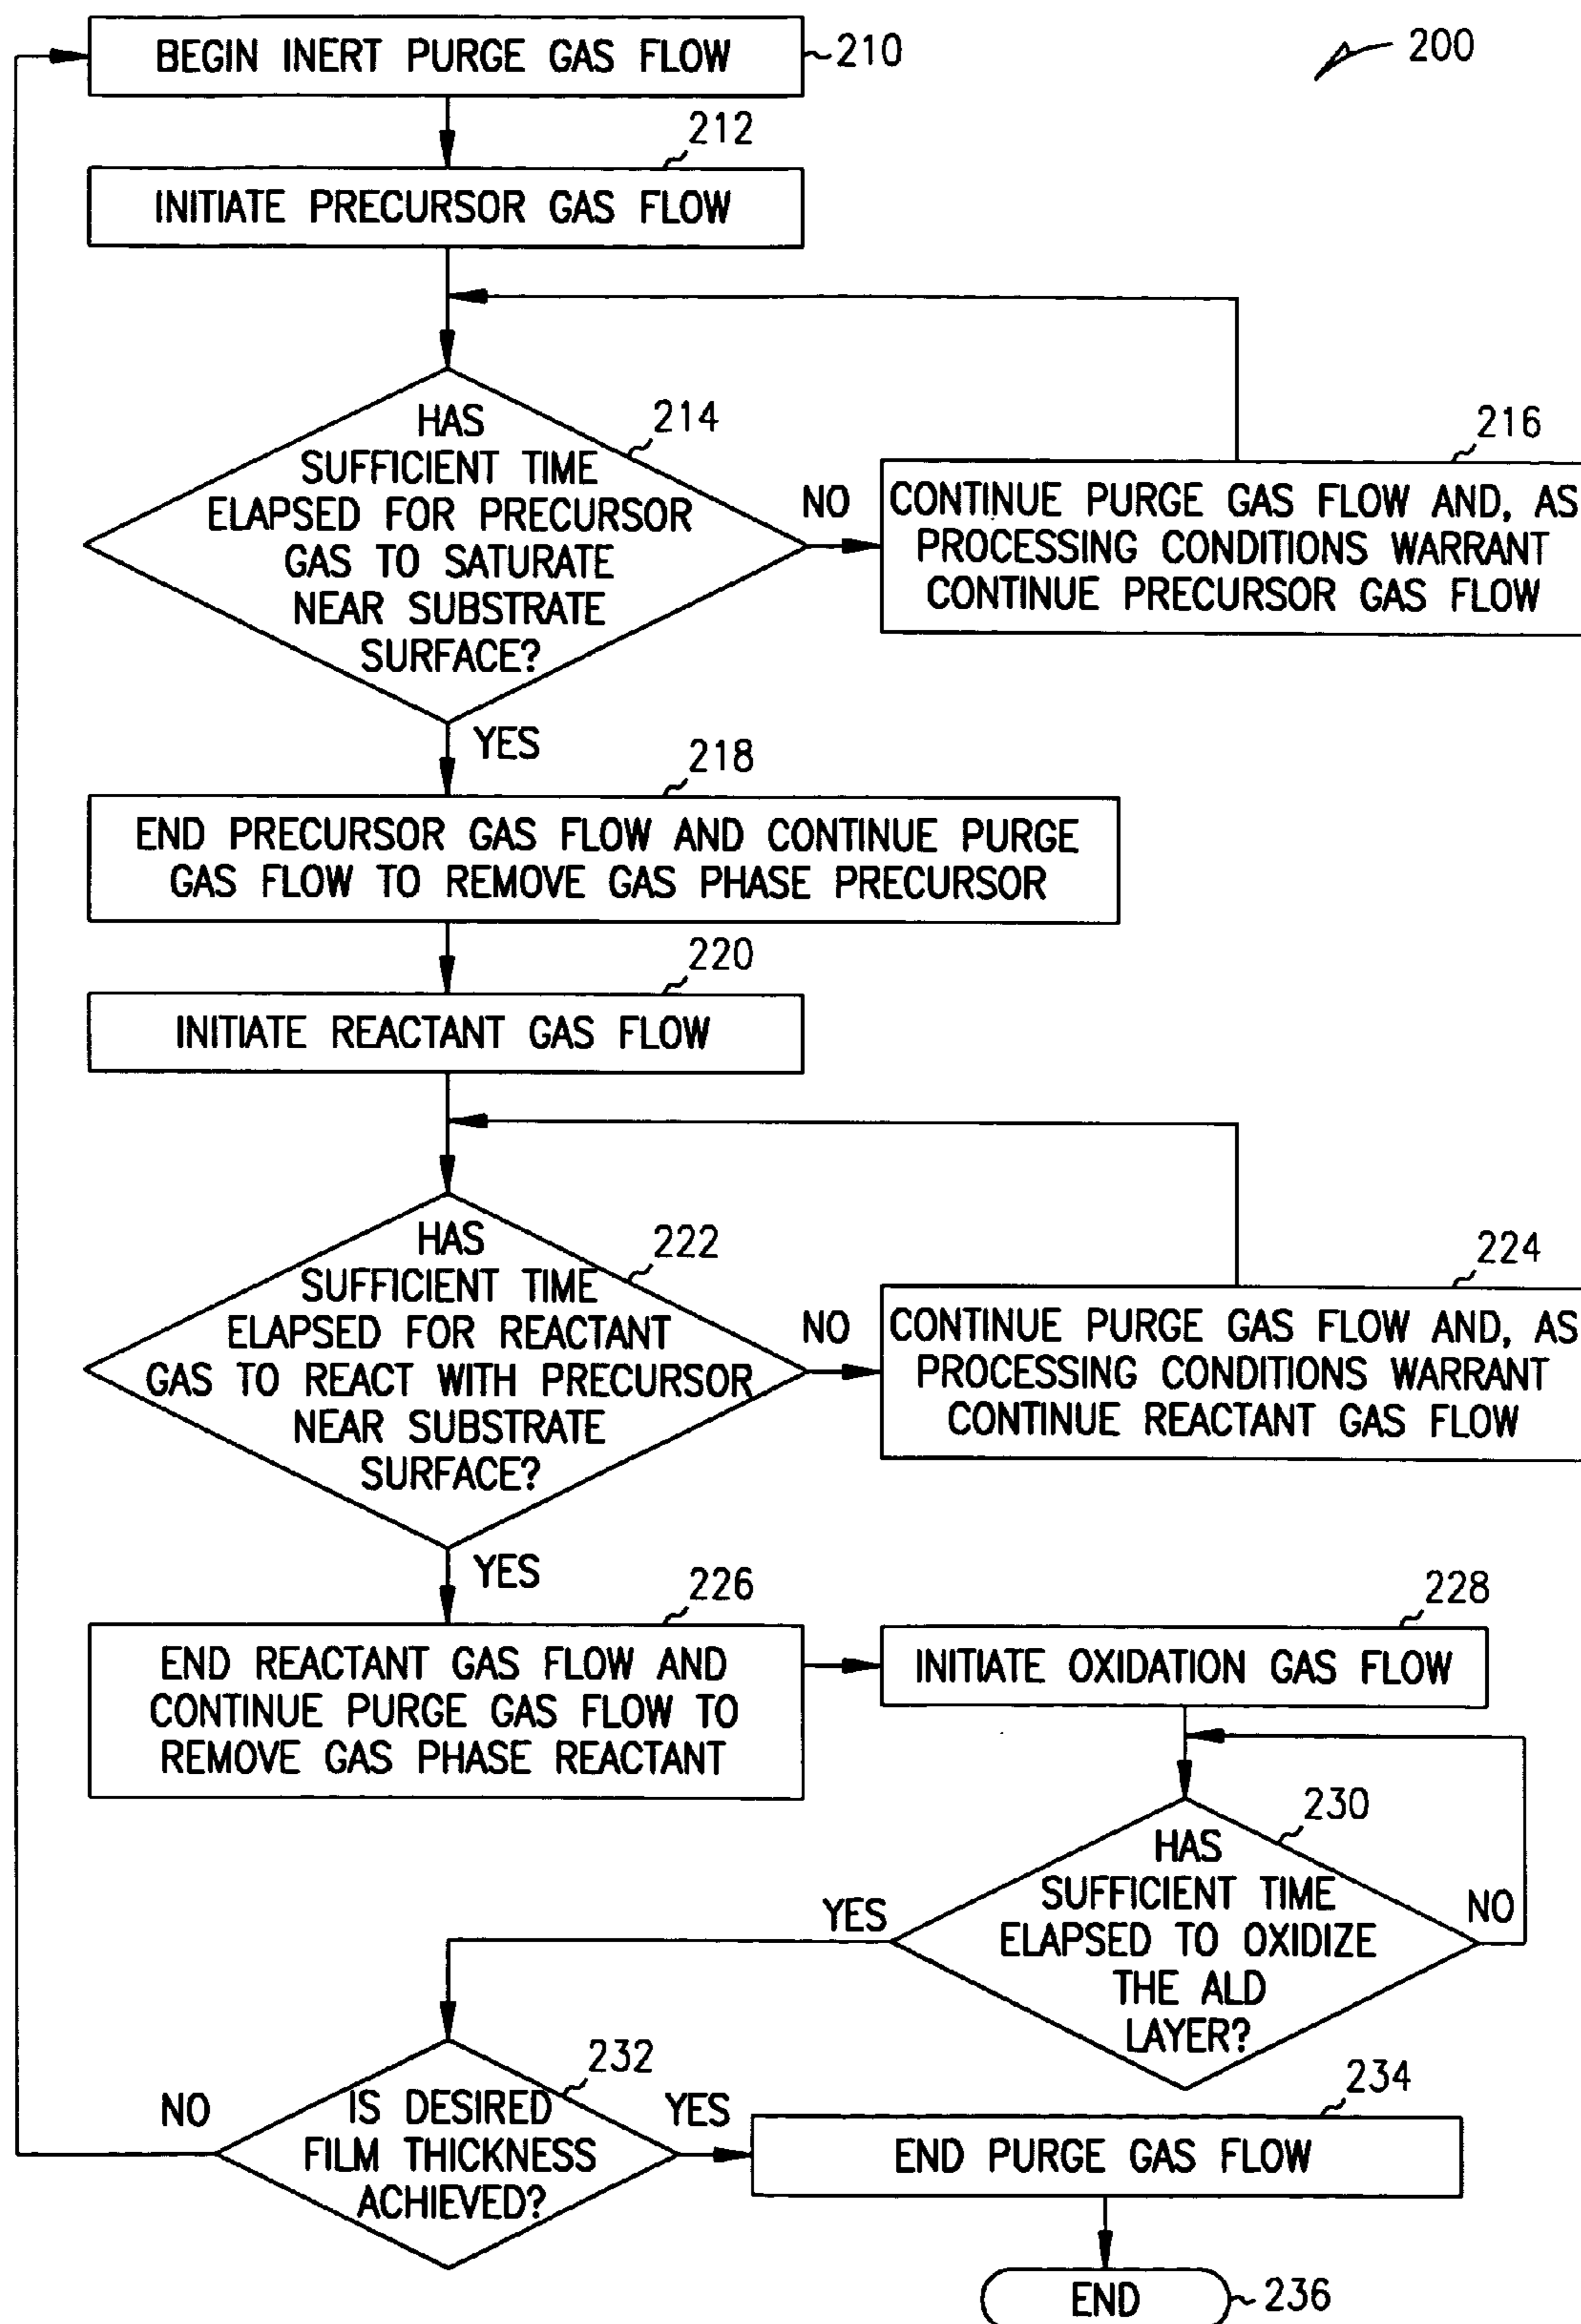 BEGIN INERT PURGE GAS FLOW
210
200
212
INITIATE PRECURSOR GAS FLOW
HAS
SUFFICIENT TIME
ELAPSED FOR PRECURSOR
GAS TO SATURATE
NEAR SUBSTRATE
SURFACE?
214
NO
216
CONTINUE PURGE GAS FLOW AND, AS
PROCESSING CONDITIONS WARRANT
CONTINUE PRECURSOR GAS FLOW
YES
218
END PRECURSOR GAS FLOW AND CONTINUE PURGE
GAS FLOW TO REMOVE GAS PHASE PRECURSOR
220
INITIATE REACTANT GAS FLOW
HAS
SUFFICIENT TIME
ELAPSED FOR REACTANT
GAS TO REACT WITH PRECURSOR
NEAR SUBSTRATE
SURFACE?
222
NO
224
CONTINUE PURGE GAS FLOW AND, AS
PROCESSING CONDITIONS WARRANT
CONTINUE REACTANT GAS FLOW
YES
226
END REACTANT GAS FLOW AND
CONTINUE PURGE GAS FLOW TO
REMOVE GAS PHASE REACTANT
228
INITIATE OXIDATION GAS FLOW
230
HAS
SUFFICIENT TIME
ELAPSED TO OXIDIZE
THE ALD
LAYER?
NO
YES
232
IS DESIRED
FILM THICKNESS
ACHIEVED?
NO
YES
234
END PURGE GAS FLOW
END
236